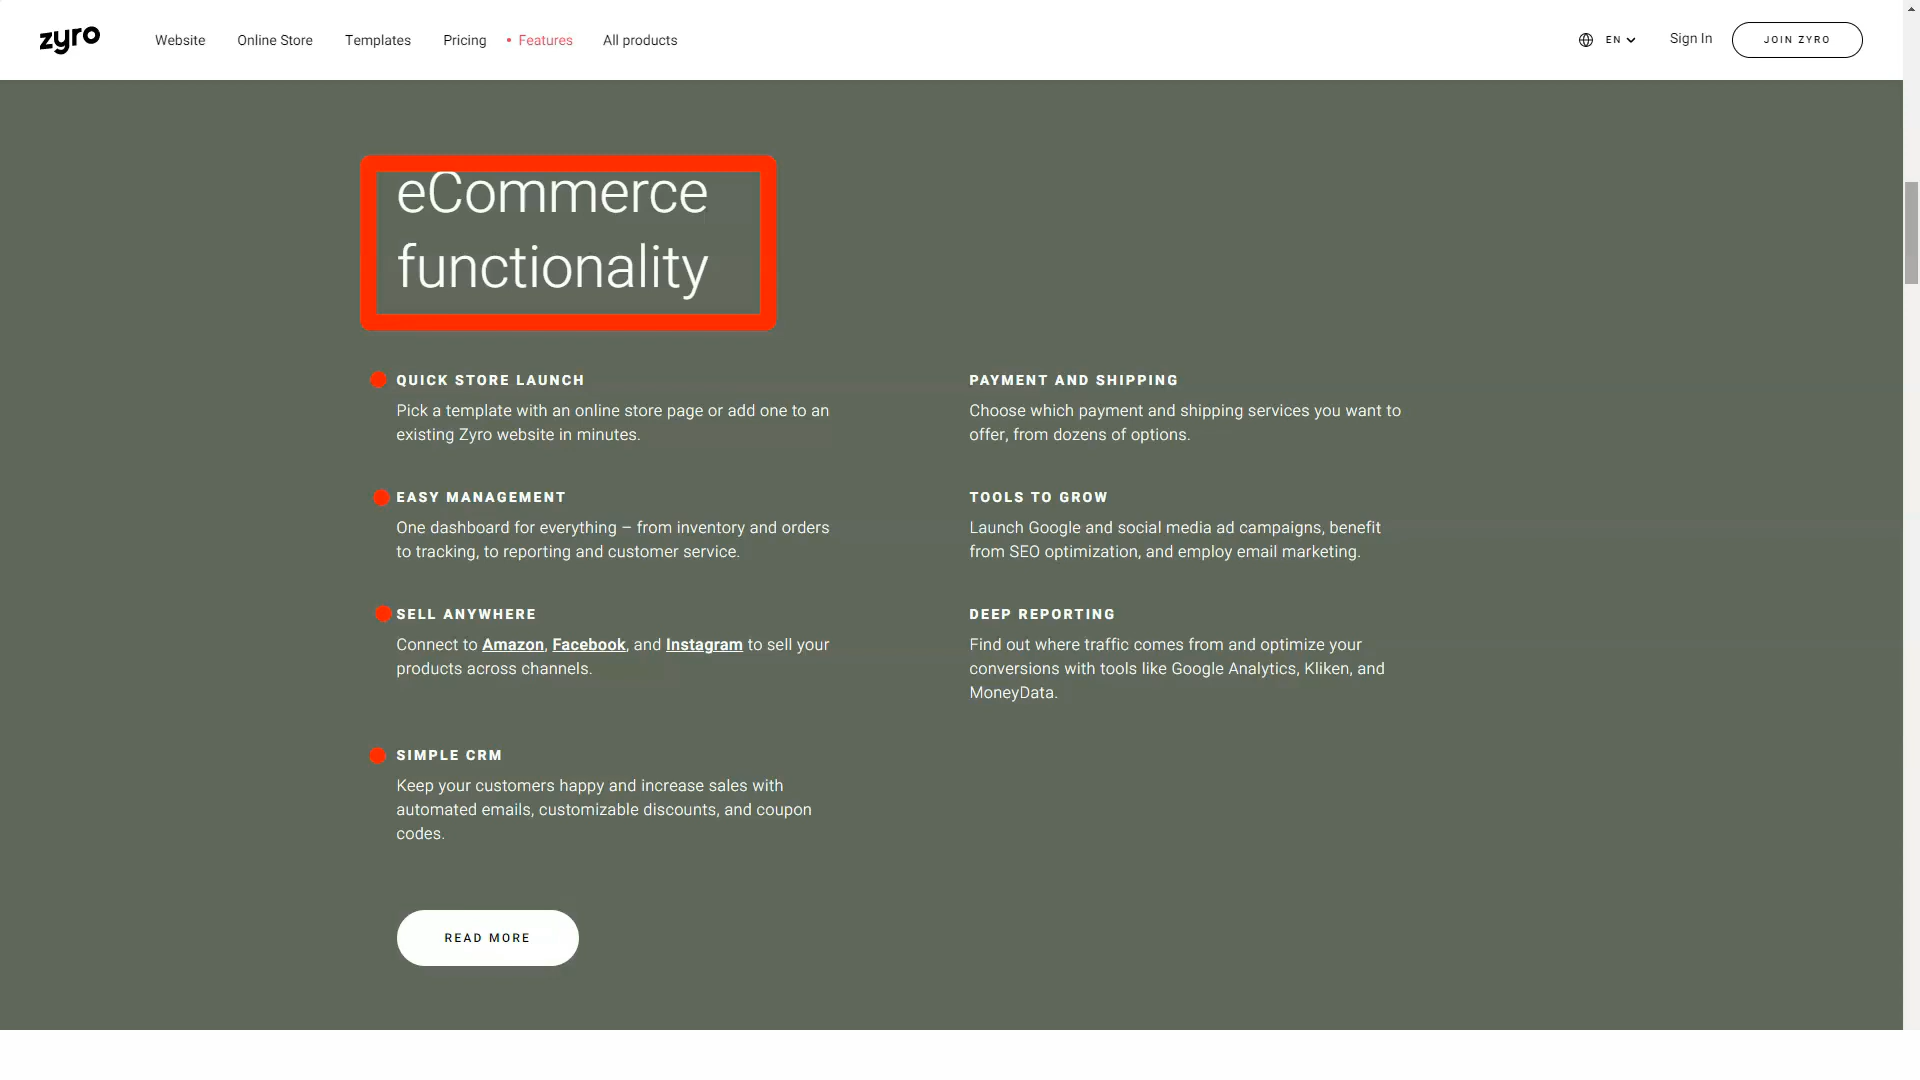 zyro
Website
Online Store
Templates
Pricing
Features
All products
EN
Sign In
JOIN ZYRO
eCommerce
functionality
QUICK STORE LAUNCH
Pick a template with an online store page or add one to an
existing Zyro website in minutes.
PAYMENT AND SHIPPING
Choose which payment and shipping services you want to
offer, from dozens of options.
EASY MANAGEMENT
One dashboard for everything – from inventory and orders
to tracking, to reporting and customer service.
TOOLS TO GROW
Launch Google and social media ad campaigns, benefit
from SEO optimization, and employ email marketing.
SELL ANYWHERE
Connect to Amazon, Facebook, and Instagram to sell your
products across channels.
DEEP REPORTING
Find out where traffic comes from and optimize your
conversions with tools like Google Analytics, Kliken, and
MoneyData.
SIMPLE CRM
Keep your customers happy and increase sales with
automated emails, customizable discounts, and coupon
codes.
READ MORE